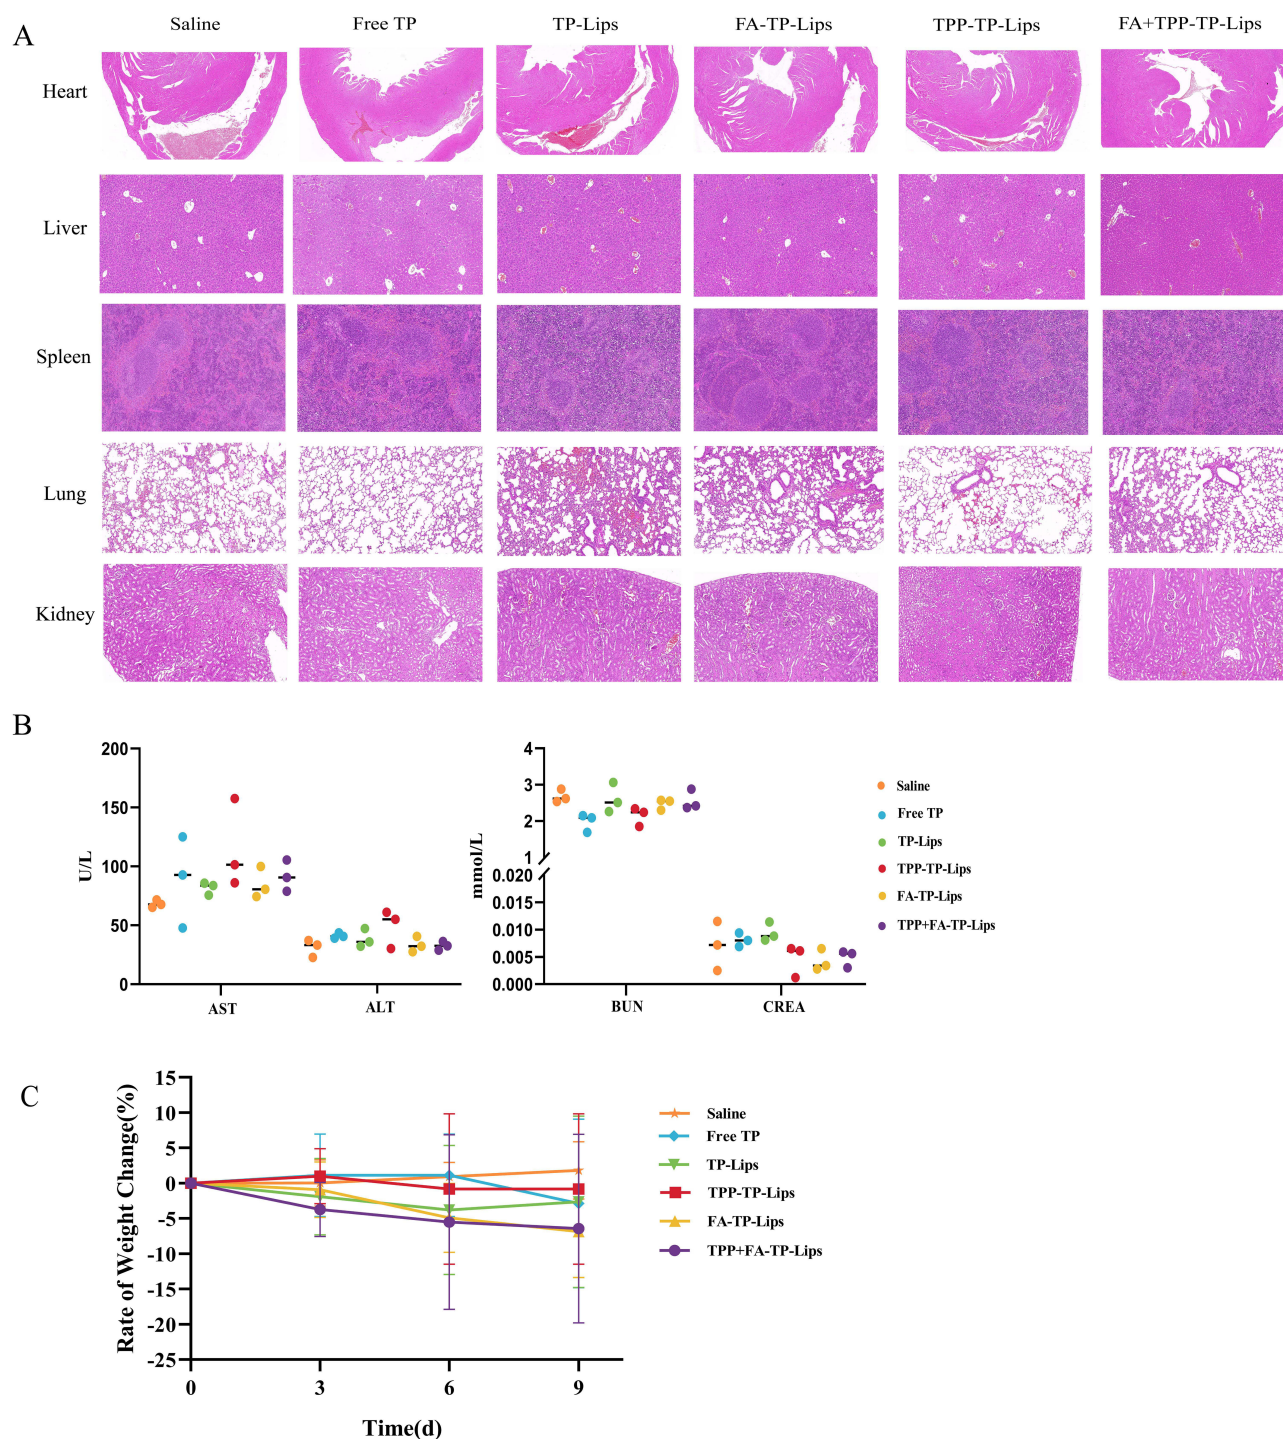 A
Saline Free TP TP-Lips FA-TP-Lips TPP-TP-Lips FA+TPP-TP-Lips
Heart
Liver
Spleen
Lung
Kidney
B
200
150
100
50
0
U/L
AST ALT
4
3
2
1
0.020
0.015
0.010
0.005
0.000
mmol/L
BUN CREA
Saline
Free TP
TP-Lips
TPP-TP-Lips
FA-TP-Lips
TPP+FA-TP-Lips
C
15
10
5
0
-5
-10
-15
-20
-25
Rate of Weight Change(%)
0 3 6 9
Time(d)
Saline
Free TP
TP-Lips
TPP-TP-Lips
FA-TP-Lips
TPP+FA-TP-Lips